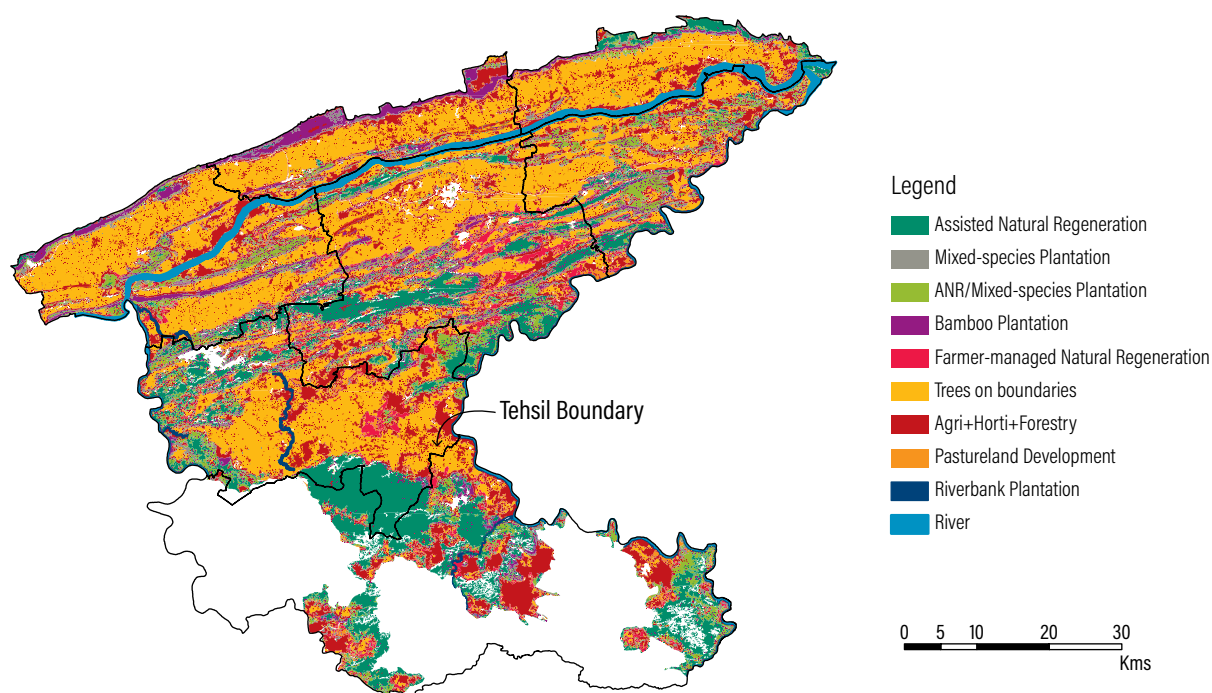 Legend
Assisted Natural Regeneration
Mixed-species Plantation
ANR/Mixed-species Plantation
Bamboo Plantation
Farmer-managed Natural Regeneration
Trees on boundaries
Agri+Horti+Forestry
Pastureland Development
Riverbank Plantation
River
Tehsil Boundary
0 5 10 20 30
Kms